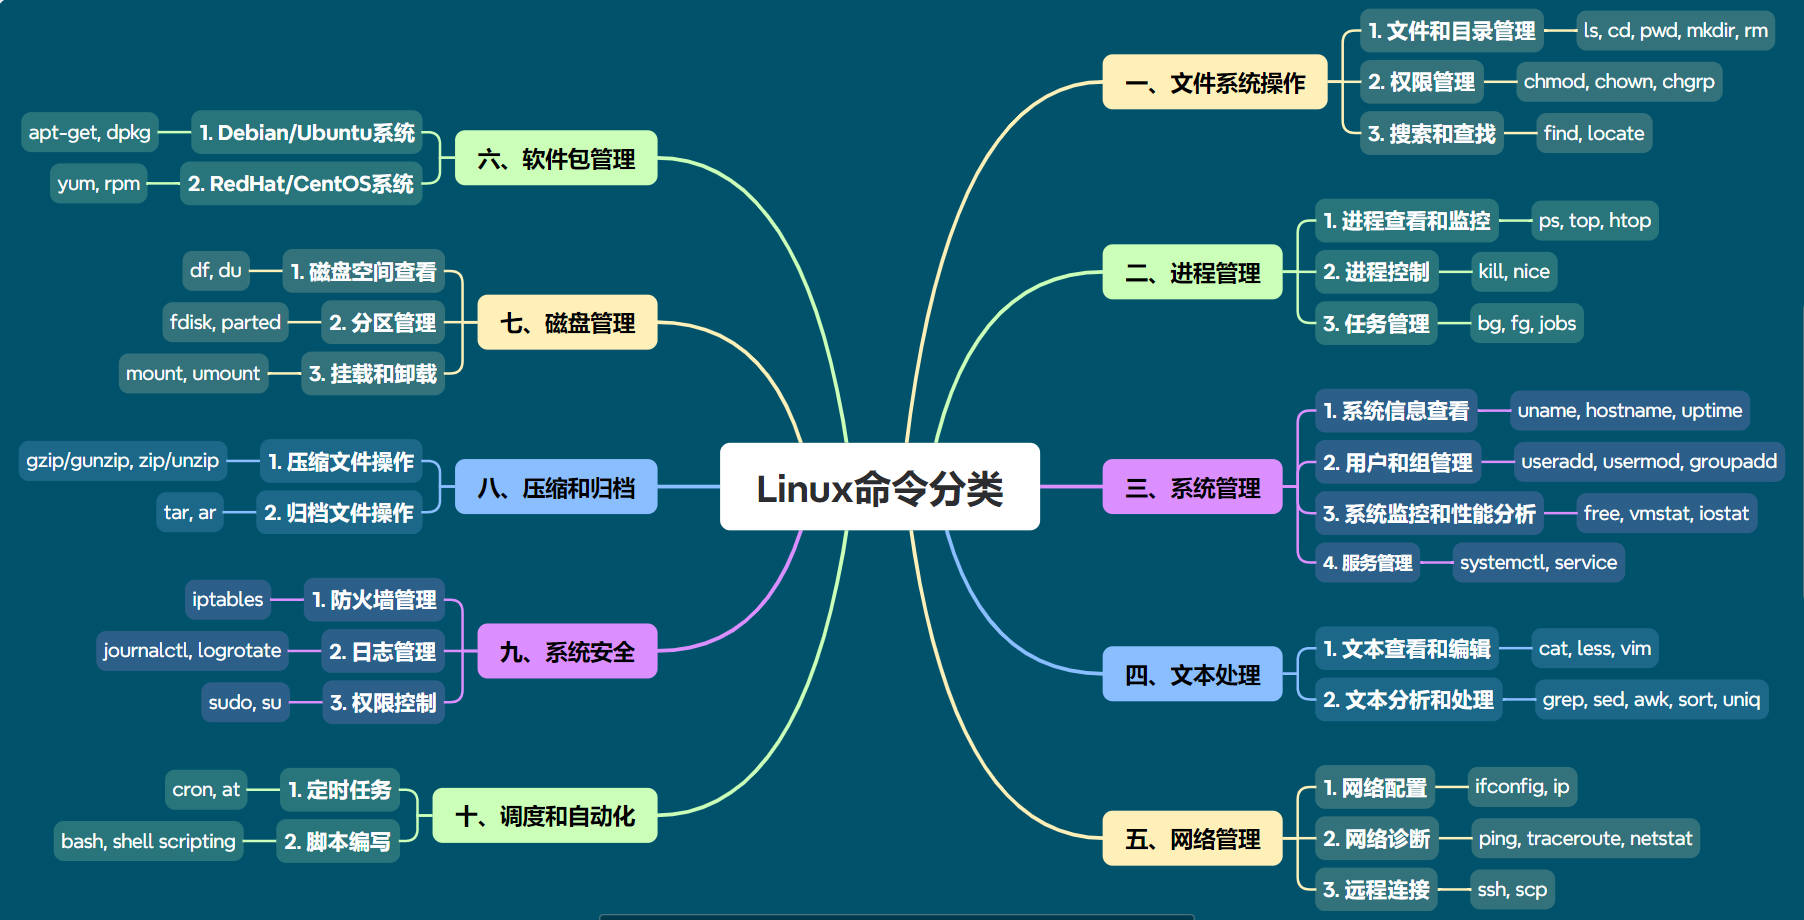 Linux命令分类
一、文件系统操作
1. 文件和目录管理
ls, cd, pwd, mkdir, rm
2. 权限管理
chmod, chown, chgrp
3. 搜索和查找
find, locate
二、进程管理
1. 进程查看和监控
ps, top, htop
2. 进程控制
kill, nice
3. 任务管理
bg, fg, jobs
三、系统管理
1. 系统信息查看
uname, hostname, uptime
2. 用户和组管理
useradd, usermod, groupadd
3. 系统监控和性能分析
free, vmstat, iostat
4. 服务管理
systemctl, service
四、文本处理
1. 文本查看和编辑
cat, less, vim
2. 文本分析和处理
grep, sed, awk, sort, uniq
五、网络管理
1. 网络配置
ifconfig, ip
2. 网络诊断
ping, traceroute, netstat
3. 远程连接
ssh, scp
六、软件包管理
1. Debian/Ubuntu系统
apt-get, dpkg
2. RedHat/CentOS系统
yum, rpm
七、磁盘管理
1. 磁盘空间查看
df, du
2. 分区管理
fdisk, parted
3. 挂载和卸载
mount, umount
八、压缩和归档
1. 压缩文件操作
gzip/gunzip, zip/unzip
2. 归档文件操作
tar, ar
九、系统安全
1. 防火墙管理
iptables
2. 日志管理
journalctl, logrotate
3. 权限控制
sudo, su
十、调度和自动化
1. 定时任务
cron, at
2. 脚本编写
bash, shell scripting